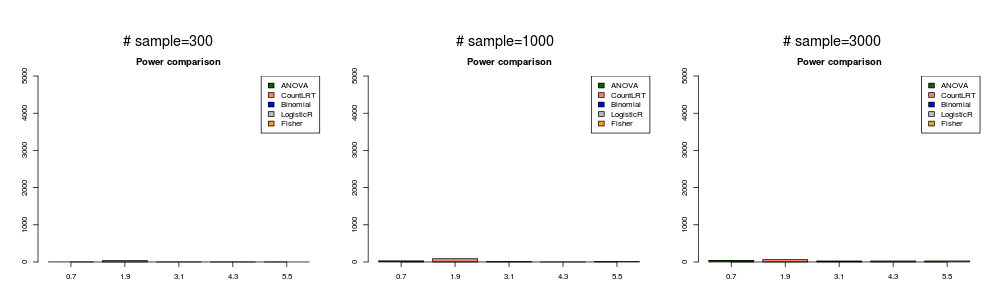 # sample=300
Power comparison
5000
4000
3000
2000
1000
0
ANOVA
CountLRT
Binomial
LogisticR
Fisher
0.7 1.9 3.1 4.3 5.5
# sample=1000
Power comparison
5000
4000
3000
2000
1000
0
ANOVA
CountLRT
Binomial
LogisticR
Fisher
0.7 1.9 3.1 4.3 5.5
# sample=3000
Power comparison
5000
4000
3000
2000
1000
0
ANOVA
CountLRT
Binomial
LogisticR
Fisher
0.7 1.9 3.1 4.3 5.5